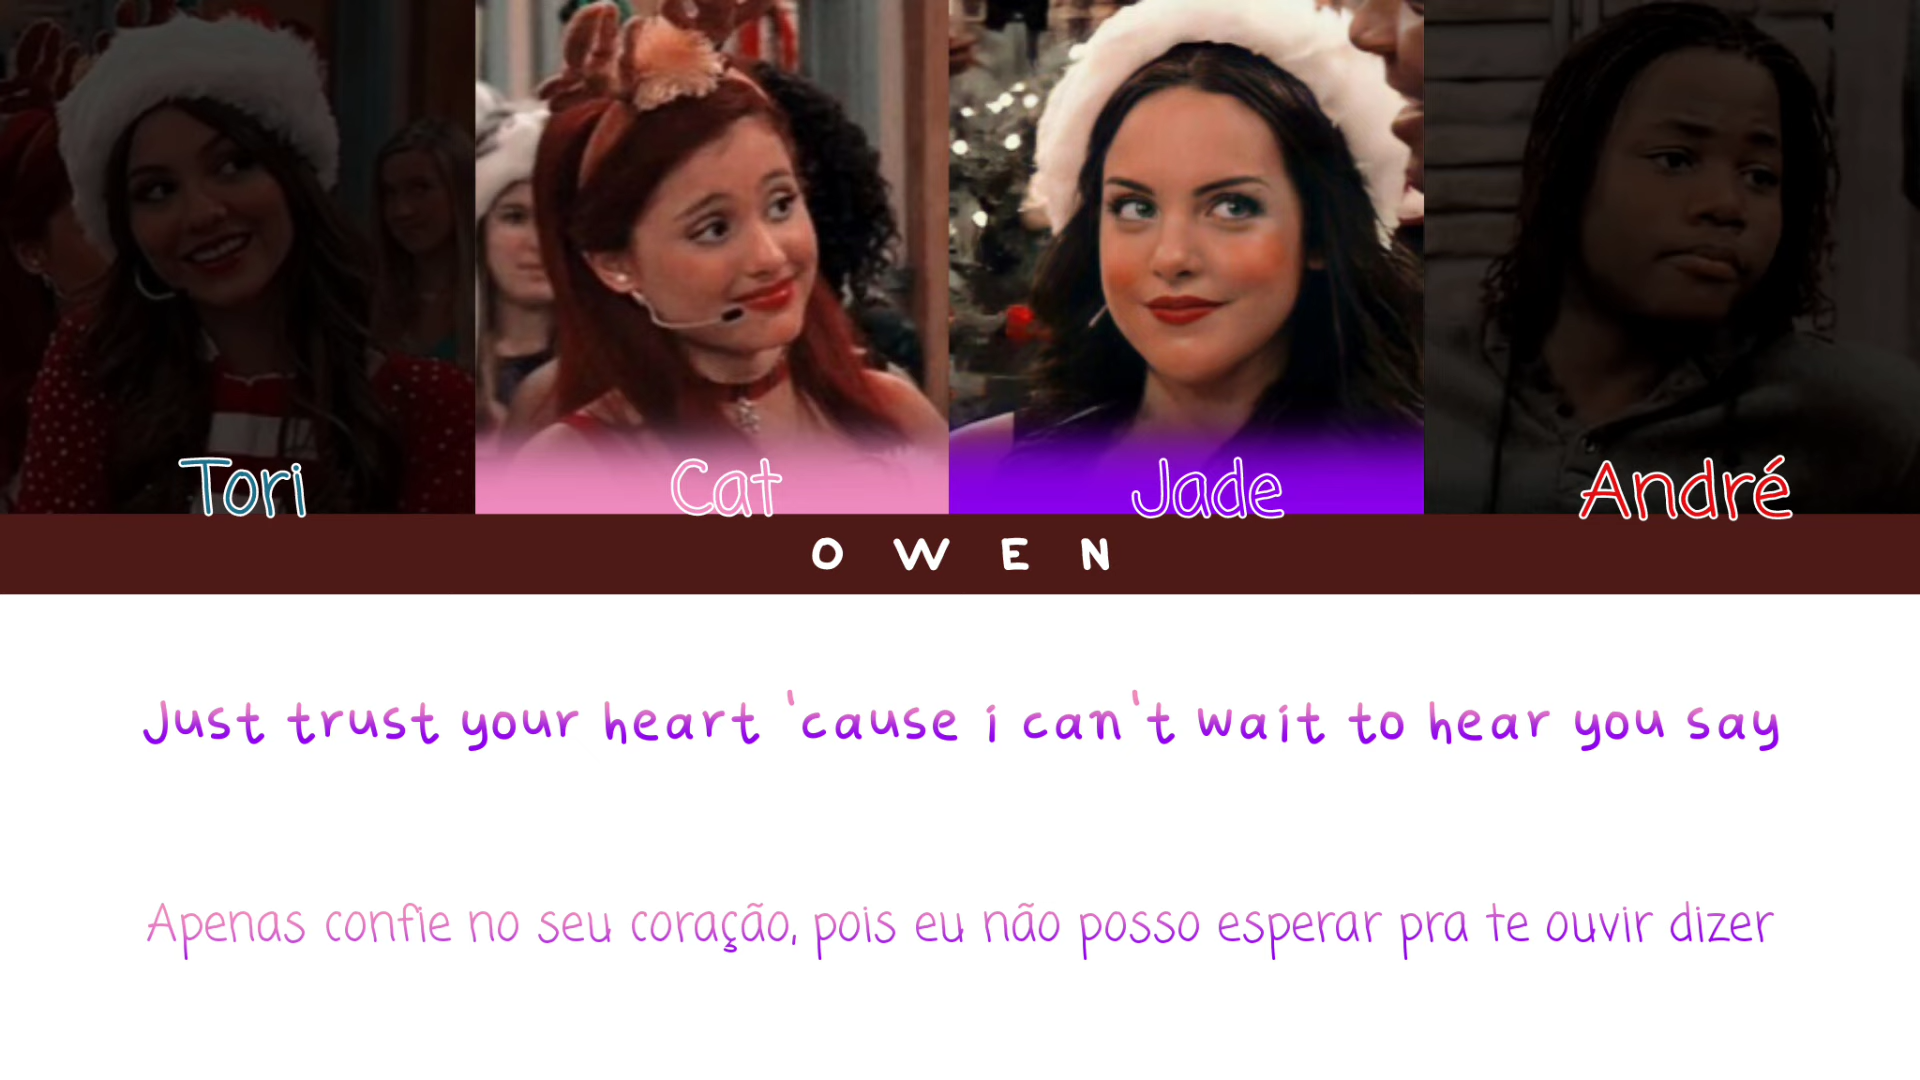 Tori Cat Jade André
OWEN
Just trust your heart 'cause i can't wait to hear you say
Apenas confie no seu coração, pois eu não posso esperar pra te ouvir dizer